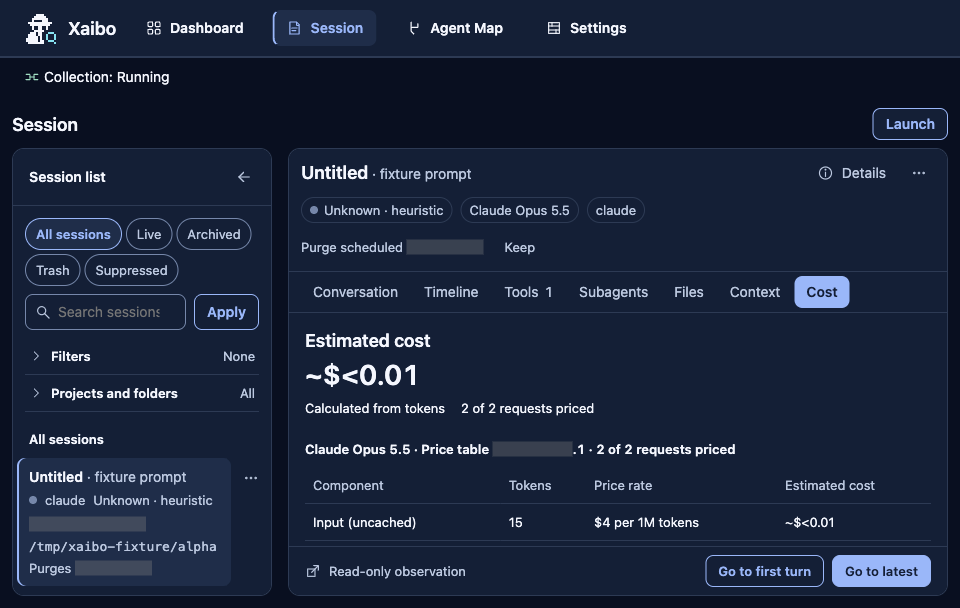 Xaibo
Dashboard
Session
Agent Map
Settings
Collection: Running
Session
Launch
Session list
All sessions
Live
Archived
Trash
Suppressed
Search sessions
Apply
Filters None
Projects and folders All
All sessions
Untitled · fixture prompt
claude Unknown · heuristic
/tmp/xaibo-fixture/alpha
Purges
Untitled · fixture prompt
Details
Unknown · heuristic
Claude Opus 5.5
claude
Purge scheduled
Keep
Conversation
Timeline
Tools 1
Subagents
Files
Context
Cost
Estimated cost
~$<0.01
Calculated from tokens 2 of 2 requests priced
Claude Opus 5.5 · Price table .1 · 2 of 2 requests priced
Component Tokens Price rate Estimated cost
Input (uncached) 15 $4 per 1M tokens ~$<0.01
Read-only observation
Go to first turn
Go to latest